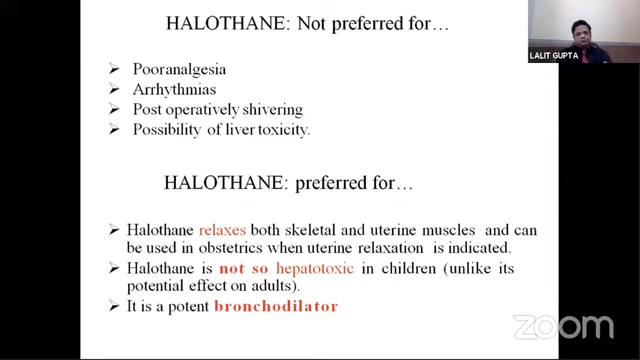 HALOTHANE: Not preferred for…
LALIT GUPTA
➢ Pooranalgesia
➢ Arrhythmias
➢ Post operatively shivering
➢ Possibility of liver toxicity.
HALOTHANE: preferred for…
➢ Halothane relaxes both skeletal and uterine muscles and can
be used in obstetrics when uterine relaxation is indicated.
➢ Halothane is not so hepatotoxic in children (unlike its
potential effect on adults).
➢ It is a potent bronchodilator
zoom